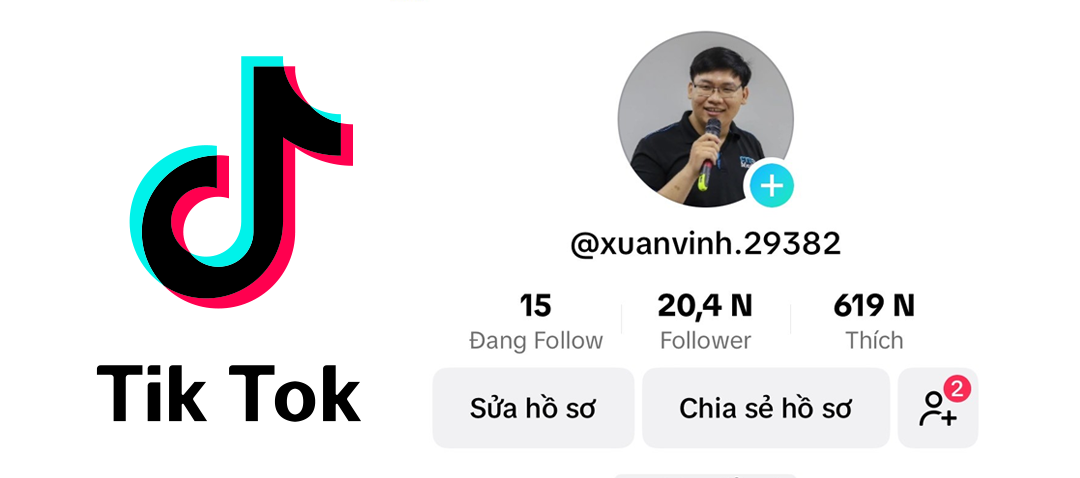 Tik Tok
@xuanvinh.29382
15 20,4 N 619 N
Đang Follow Follower Thích
Sửa hồ sơ Chia sẻ hồ sơ 2